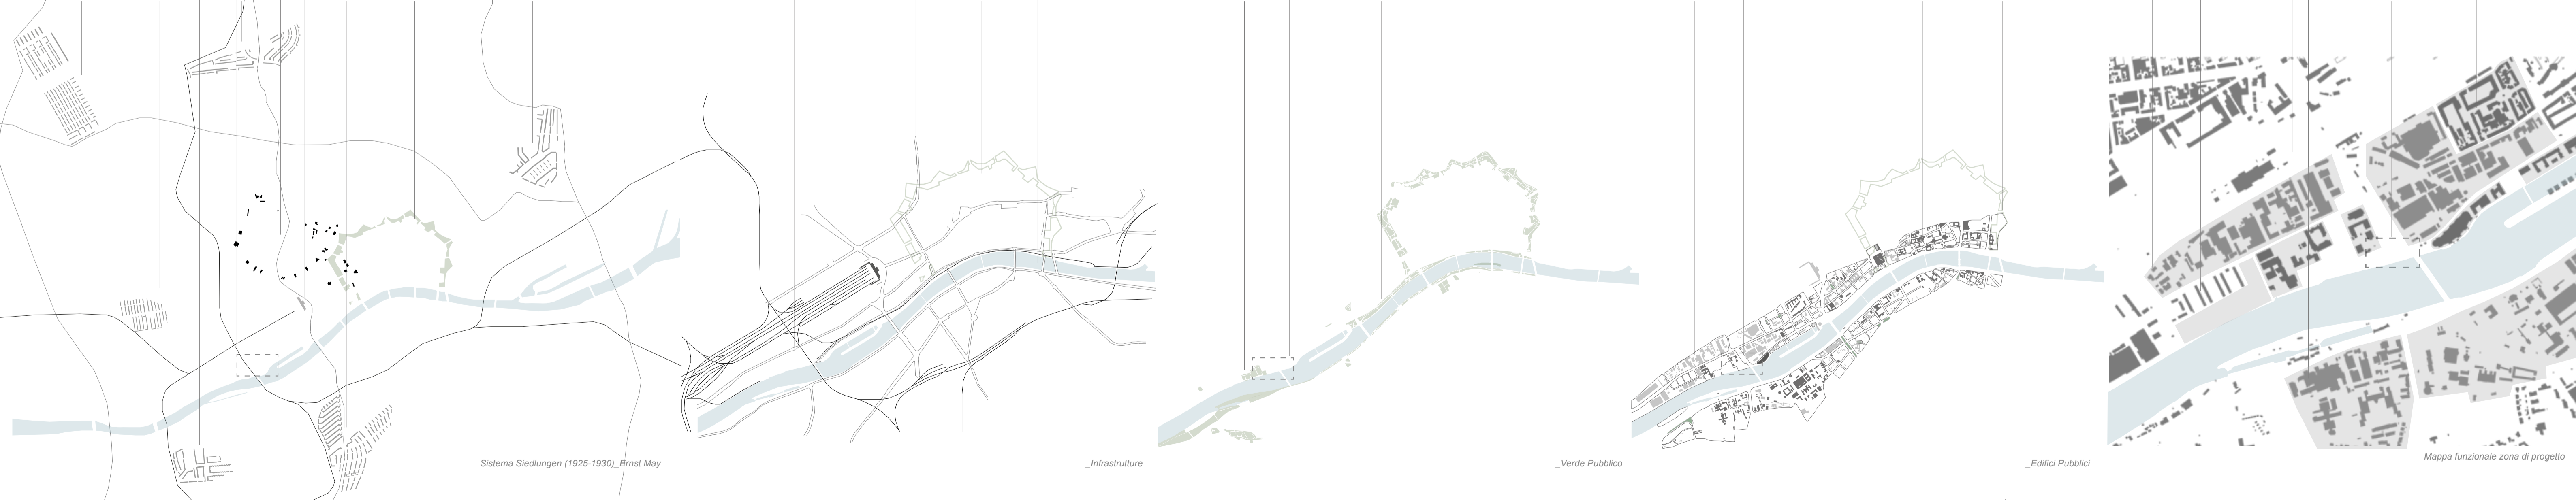 Sistema Siedlungen (1925-1930)_Ernst May
_Infrastrutture
_Verde Pubblico
_Edifici Pubblici
Mappa funzionale zona di progetto